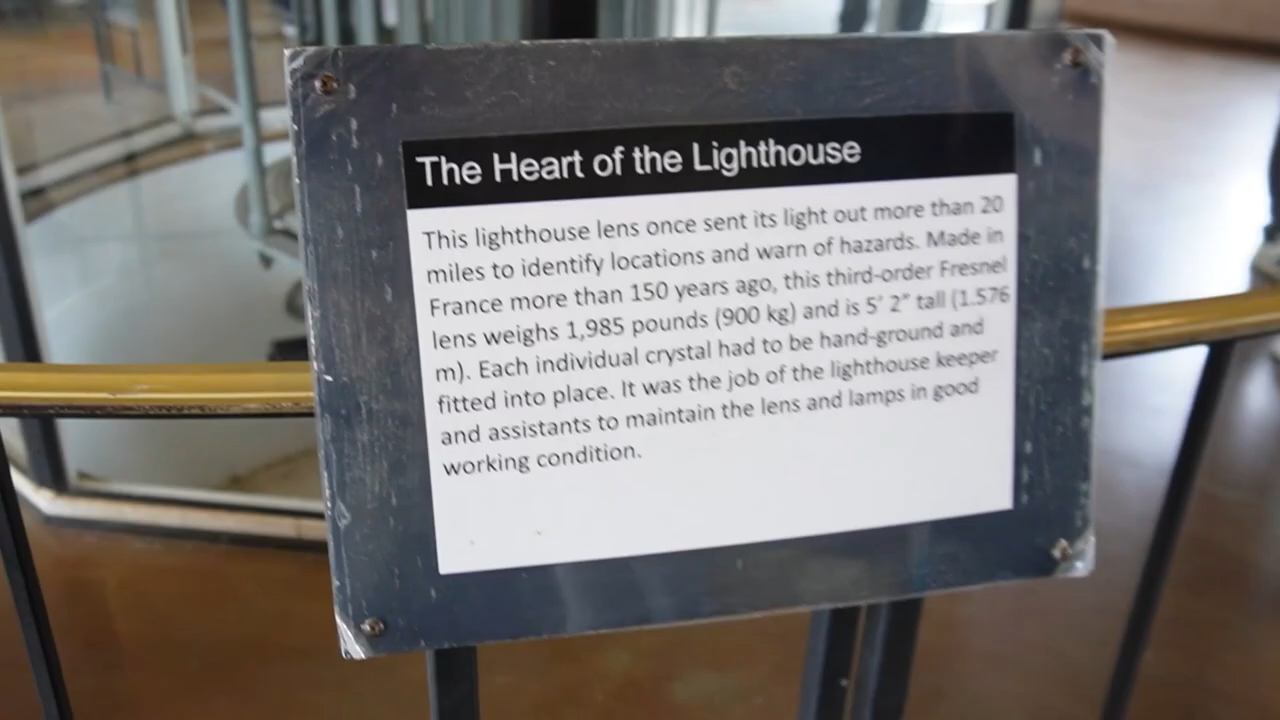 The Heart of the Lighthouse
This lighthouse lens once sent its light out more than 20
miles to identify locations and warn of hazards. Made in
France more than 150 years ago, this third-order Fresnel
lens weighs 1,985 pounds (900 kg) and is 5′ 2″ tall (1.576
m). Each individual crystal had to be hand-ground and
fitted into place. It was the job of the lighthouse keeper
and assistants to maintain the lens and lamps in good
working condition.